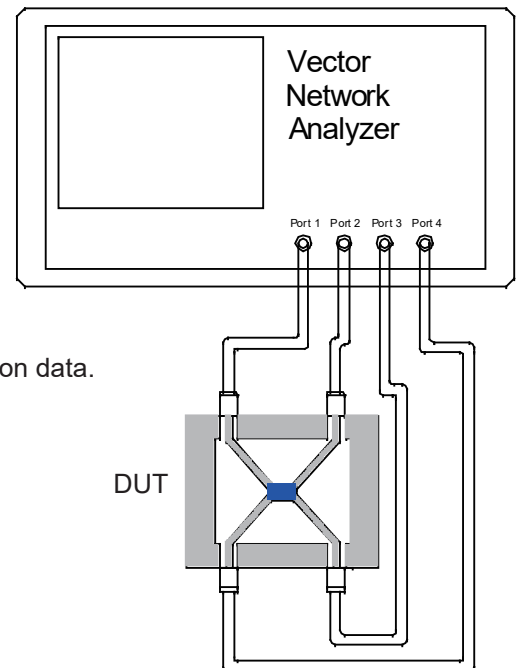 Vector
Network
Analyzer
Port 1 Port 2 Port 3 Port 4
on data.
DUT